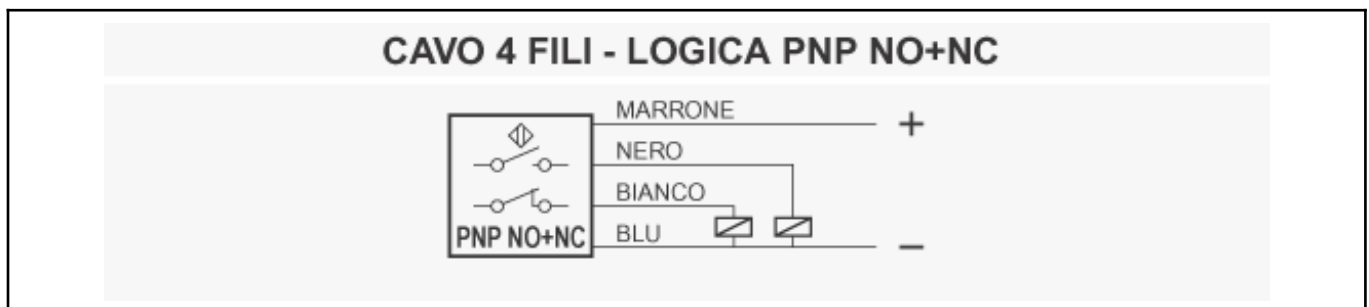 CAVO 4 FILI - LOGICA PNP NO+NC
MARRONE
+
NERO
BIANCO
PNP NO+NC
BLU
−